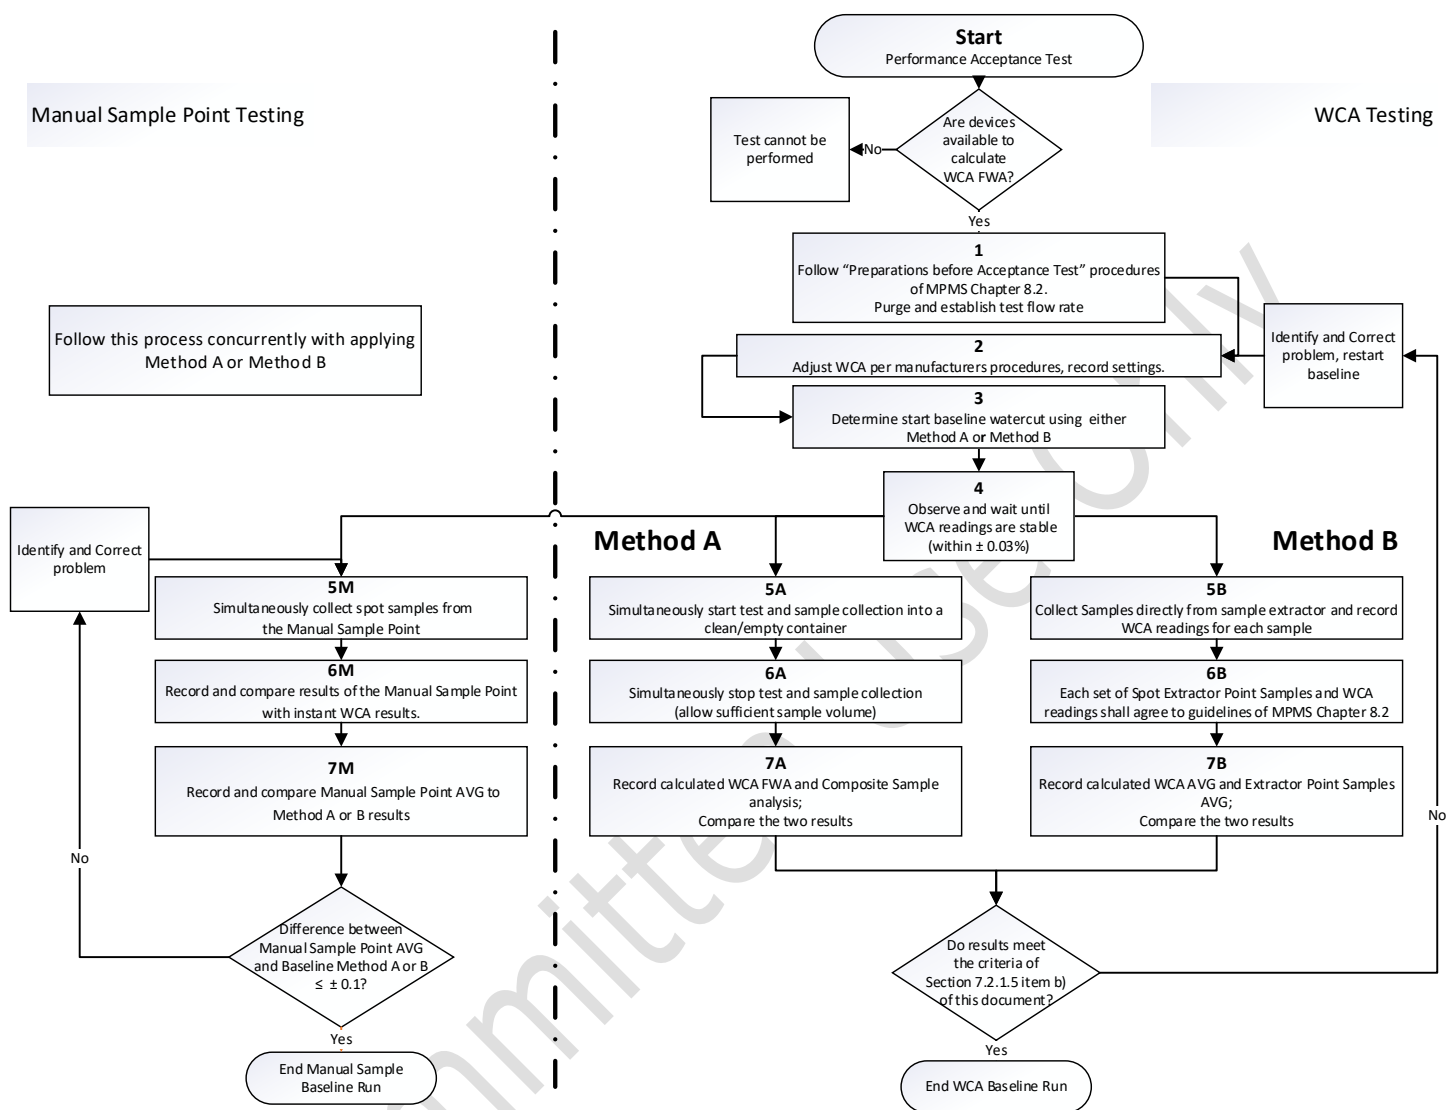 Start
Performance Acceptance Test
Manual Sample Point Testing
WCA Testing
Are devices
available to
calculate
WCA FWA?
No
Test cannot be
performed
Yes
1
Follow “Preparations before Acceptance Test” procedures
of MPMS Chapter 8.2.
Purge and establish test flow rate
Follow this process concurrently with applying
Method A or Method B
Identify and Correct
problem, restart
baseline
2
Adjust WCA per manufacturers procedures, record settings.
3
Determine start baseline watercut using either
Method A or Method B
4
Observe and wait until
WCA readings are stable
(within ± 0.03%)
Method A
Method B
Identify and Correct
problem
5M
Simultaneously collect spot samples from
the Manual Sample Point
6M
Record and compare results of the Manual Sample Point
with instant WCA results.
7M
Record and compare Manual Sample Point AVG to
Method A or B results
5A
Simultaneously start test and sample collection into a
clean/empty container
6A
Simultaneously stop test and sample collection
(allow sufficient sample volume)
7A
Record calculated WCA FWA and Composite Sample
analysis;
Compare the two results
5B
Collect Samples directly from sample extractor and record
WCA readings for each sample
6B
Each set of Spot Extractor Point Samples and WCA
readings shall agree to guidelines of MPMS Chapter 8.2
7B
Record calculated WCA AVG and Extractor Point Samples
AVG;
Compare the two results
No
No
Difference between
Manual Sample Point AVG
and Baseline Method A or B
≤ ± 0.1?
Yes
End Manual Sample
Baseline Run
Do results meet
the criteria of
Section 7.2.1.5 item b)
of this document?
Yes
End WCA Baseline Run